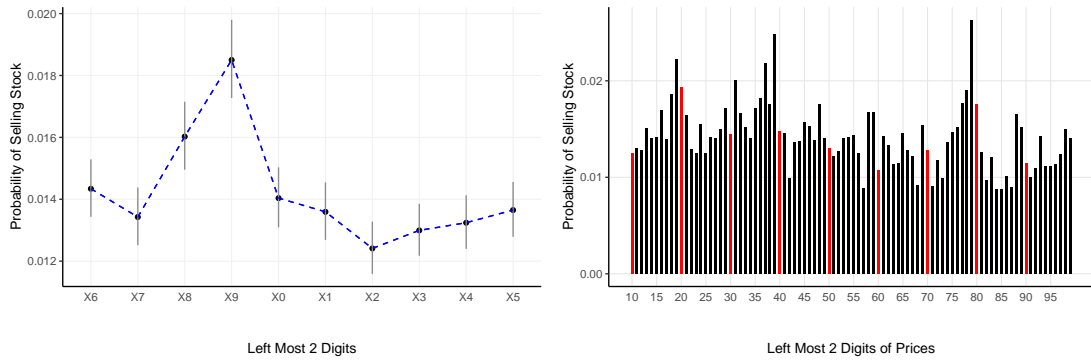 Probability of Selling Stock
0.020
0.018
0.016
0.014
0.012
X6 X7 X8 X9 X0 X1 X2 X3 X4 X5
Left Most 2 Digits
Probability of Selling Stock
0.02
0.01
0.00
10 15 20 25 30 35 40 45 50 55 60 65 70 75 80 85 90 95
Left Most 2 Digits of Prices